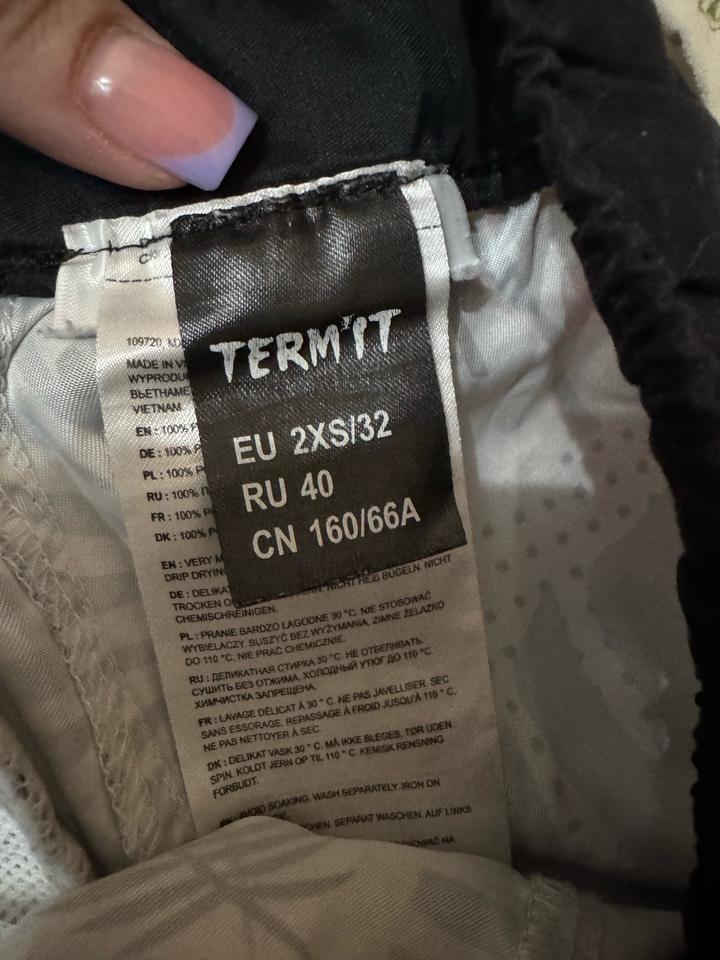 TERM'IT
EU 2XS/32
RU 40
CN 160/66A
109720
MADE IN
ВЬЕТНАМЕ
VIETNAM
EN : 100%
DE : 100%
PL : 100%
RU : 100%
FR : 100%
DK : 100%
EN : VERY
DRIP
DE : NICHT HEIß BÜGELN. NICHT
TROCKEN
CHEMISCHREINIGEN.
PL : PRANIE BARDZO ŁAGODNE 30 °C. NIE STOSOWAĆ
WYBIELACZY. SUSZYĆ BEZ WYŻYMANIA. ZIMNE ŻELAZKO
DO 110 °C. NIE PRAĆ CHEMICZNIE.
RU : ДЕЛИКАТНАЯ СТИРКА 30 °C. НЕ ОТБЕЛИВАТЬ.
СУШИТЬ БЕЗ ОТЖИМА. ХОЛОДНЫЙ УТЮГ ДО 110 °C.
ХИМЧИСТКА ЗАПРЕЩЕНА.
FR : LAVAGE DÉLICAT À 30 ° C. NE PAS JAVELLISER. SEC
SANS ESSORAGE. REPASSAGE À FROID JUSQU'À 110 ° C.
NE PAS NETTOYER À SEC.
DK : DELIKAT VASK 30 ° C. MÅ IKKE BLEGES. TØR UDEN
SPIN. KOLDT JERN OP TIL 110 ° C. KEMISK RENSNING
FORBUDT.
AVOID SOAKING. WASH SEPARATELY. IRON ON
SEPARAT WASCHEN. AUF LINKS
NA